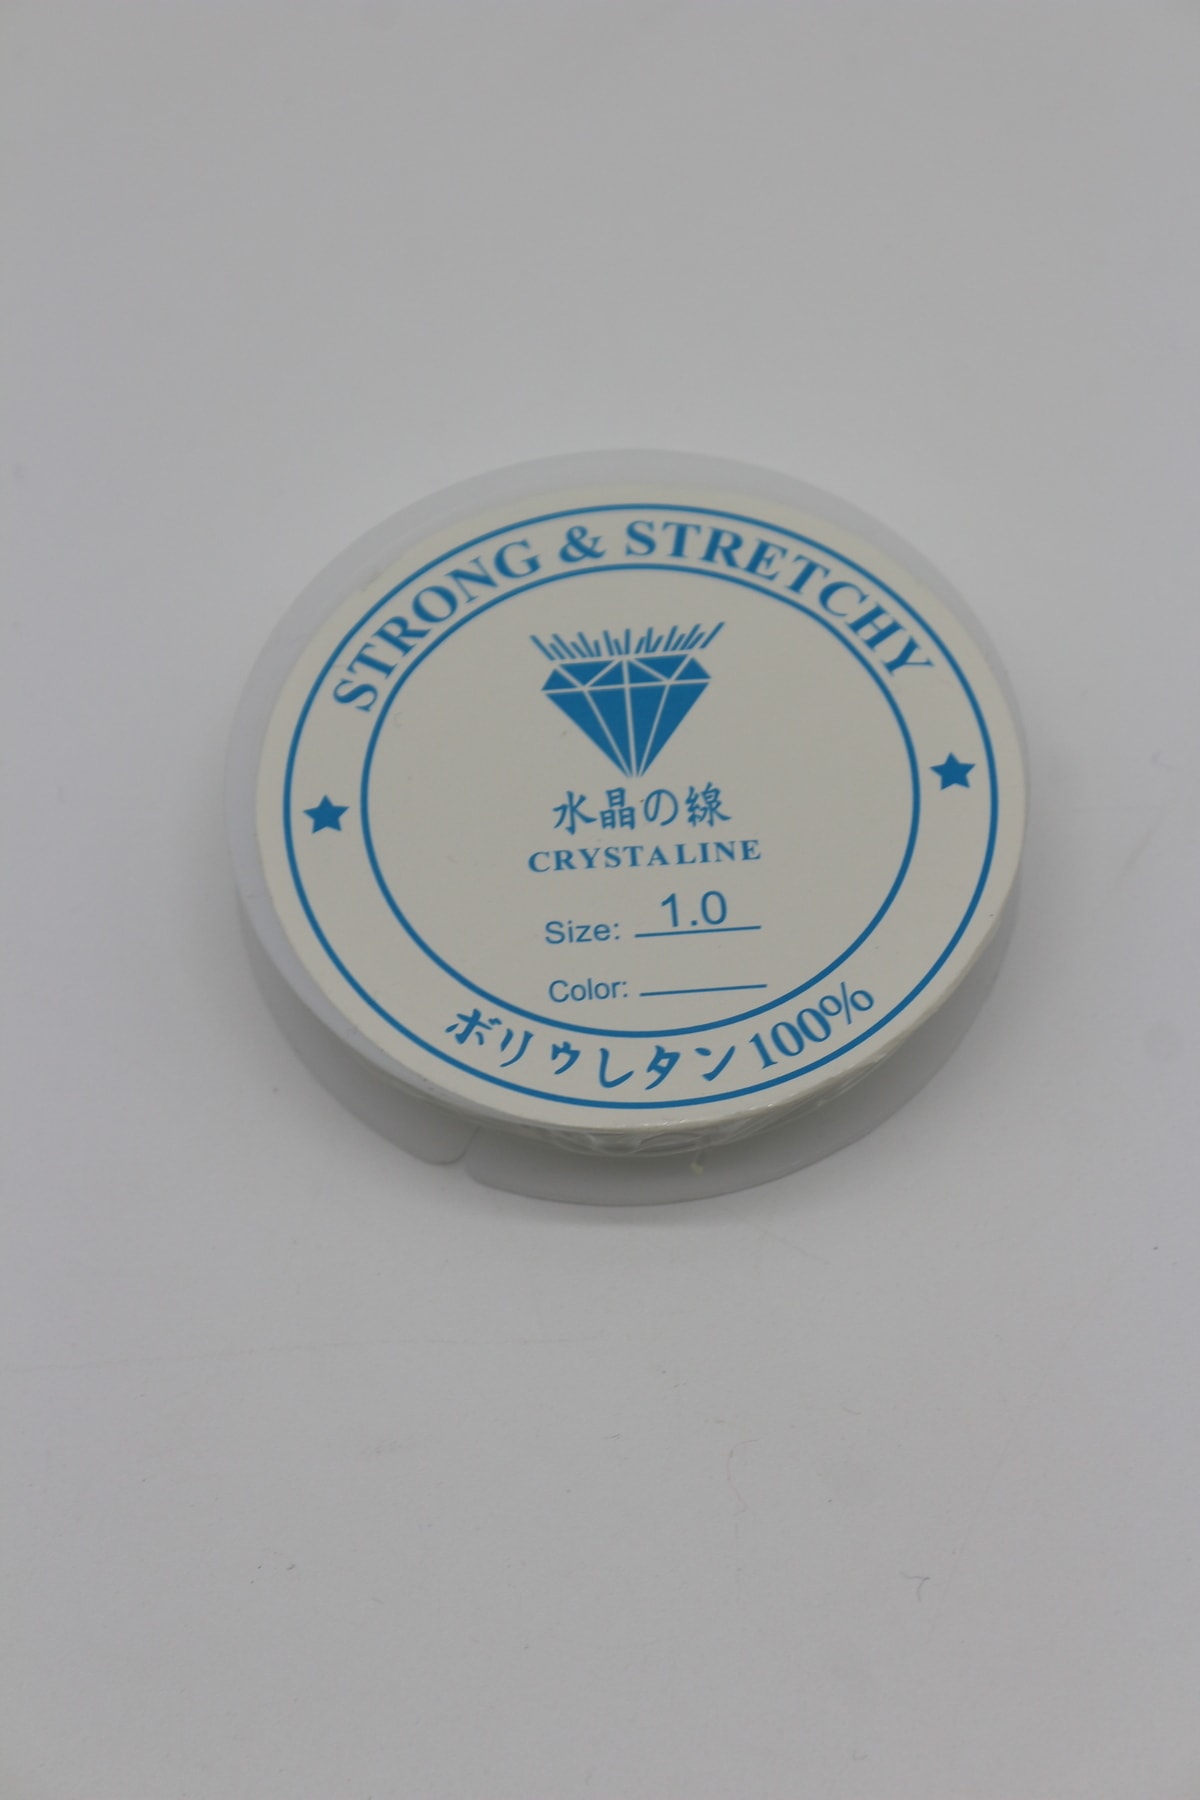 STRONG & STRETCHY
水晶の線
CRYSTALINE
Size: 1.0
Color:
ボリウレタン100%